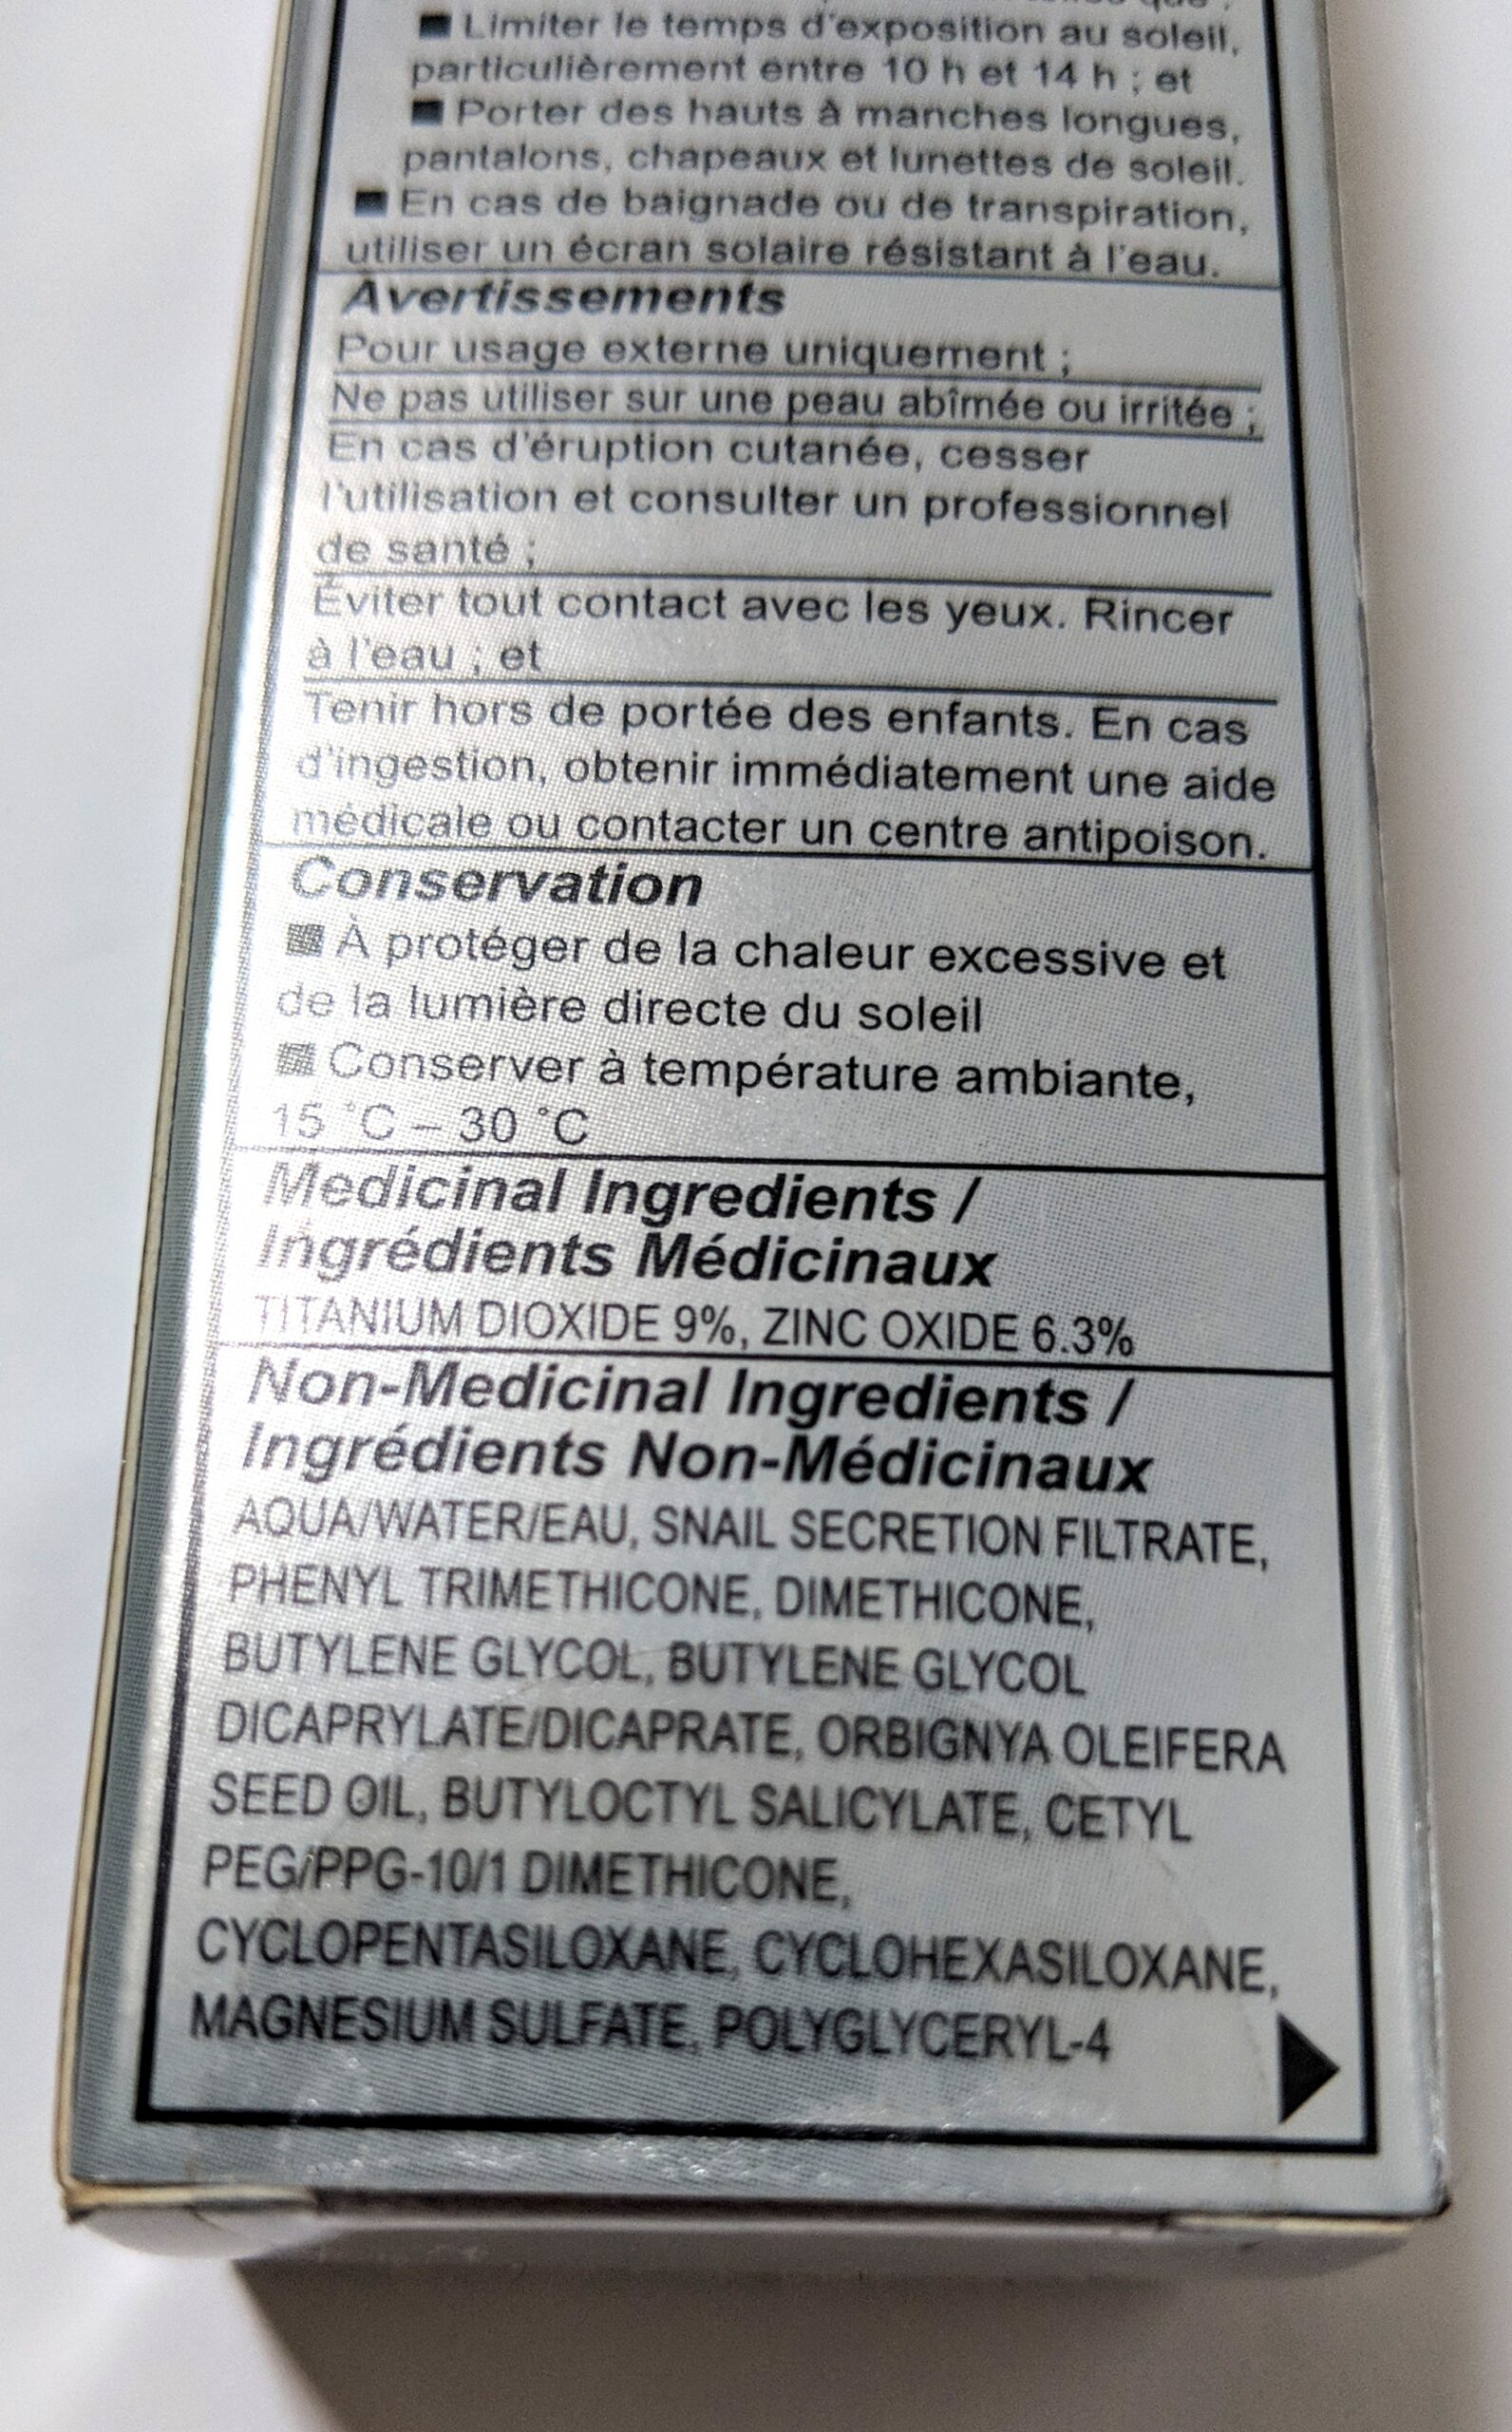 ■ Limiter le temps d'exposition au soleil,
particulièrement entre 10 h et 14 h ; et
■ Porter des hauts à manches longues,
pantalons, chapeaux et lunettes de soleil.
■ En cas de baignade ou de transpiration,
utiliser un écran solaire résistant à l'eau.
Avertissements
Pour usage externe uniquement ;
Ne pas utiliser sur une peau abîmée ou irritée ;
En cas d'éruption cutanée, cesser
l'utilisation et consulter un professionnel
de santé ;
Éviter tout contact avec les yeux. Rincer
à l'eau ; et
Tenir hors de portée des enfants. En cas
d'ingestion, obtenir immédiatement une aide
médicale ou contacter un centre antipoison.
Conservation
■ À protéger de la chaleur excessive et
de la lumière directe du soleil
■ Conserver à température ambiante,
15 °C – 30 °C
Medicinal Ingredients /
Ingrédients Médicinaux
TITANIUM DIOXIDE 9%, ZINC OXIDE 6.3%
Non-Medicinal Ingredients /
Ingrédients Non-Médicinaux
AQUA/WATER/EAU, SNAIL SECRETION FILTRATE,
PHENYL TRIMETHICONE, DIMETHICONE,
BUTYLENE GLYCOL, BUTYLENE GLYCOL
DICAPRYLATE/DICAPRATE, ORBIGNYA OLEIFERA
SEED OIL, BUTYLOCTYL SALICYLATE, CETYL
PEG/PPG-10/1 DIMETHICONE,
CYCLOPENTASILOXANE, CYCLOHEXASILOXANE,
MAGNESIUM SULFATE, POLYGLYCERYL-4